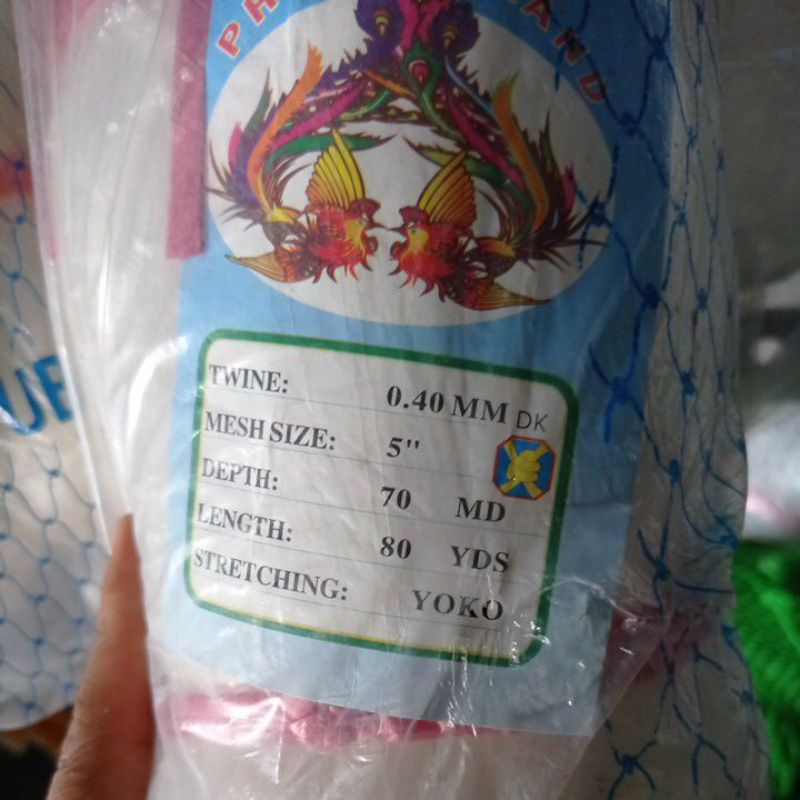 TWINE: 0.40 MM DK
MESH SIZE: 5"
DEPTH: 70 MD
LENGTH: 80 YDS
STRETCHING: YOKO